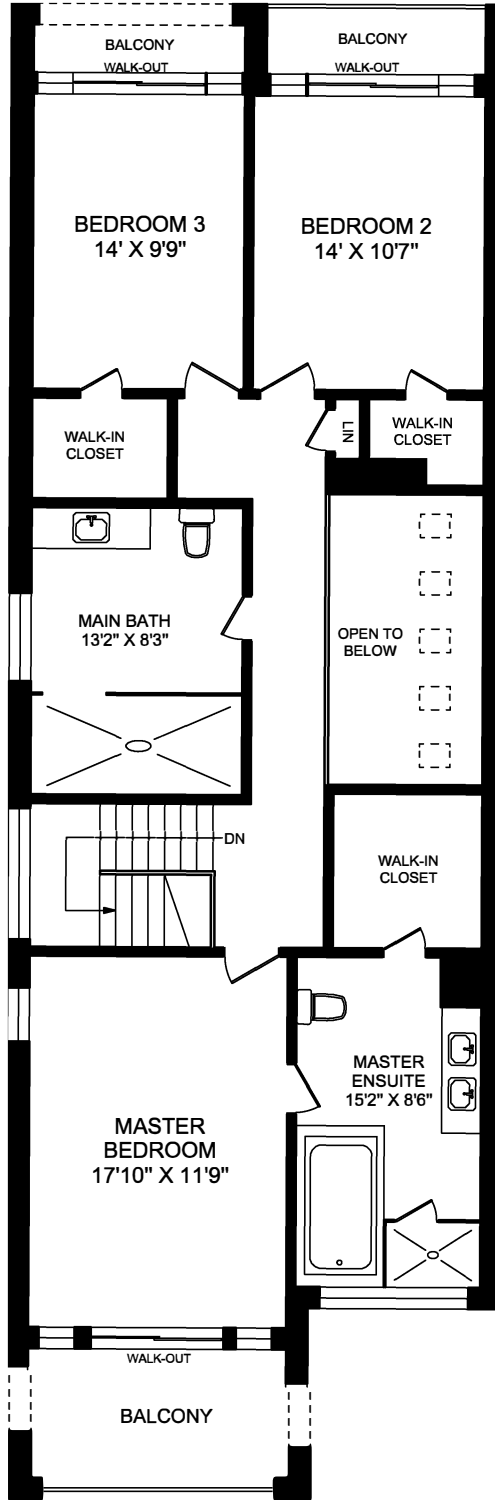 BALCONY
WALK-OUT
BALCONY
WALK-OUT
BEDROOM 3
14' X 9'9"
BEDROOM 2
14' X 10'7"
WALK-IN
CLOSET
LIN
WALK-IN
CLOSET
MAIN BATH
13'2" X 8'3"
OPEN TO
BELOW
DN
WALK-IN
CLOSET
MASTER
ENSUITE
15'2" X 8'6"
MASTER
BEDROOM
17'10" X 11'9"
WALK-OUT
BALCONY